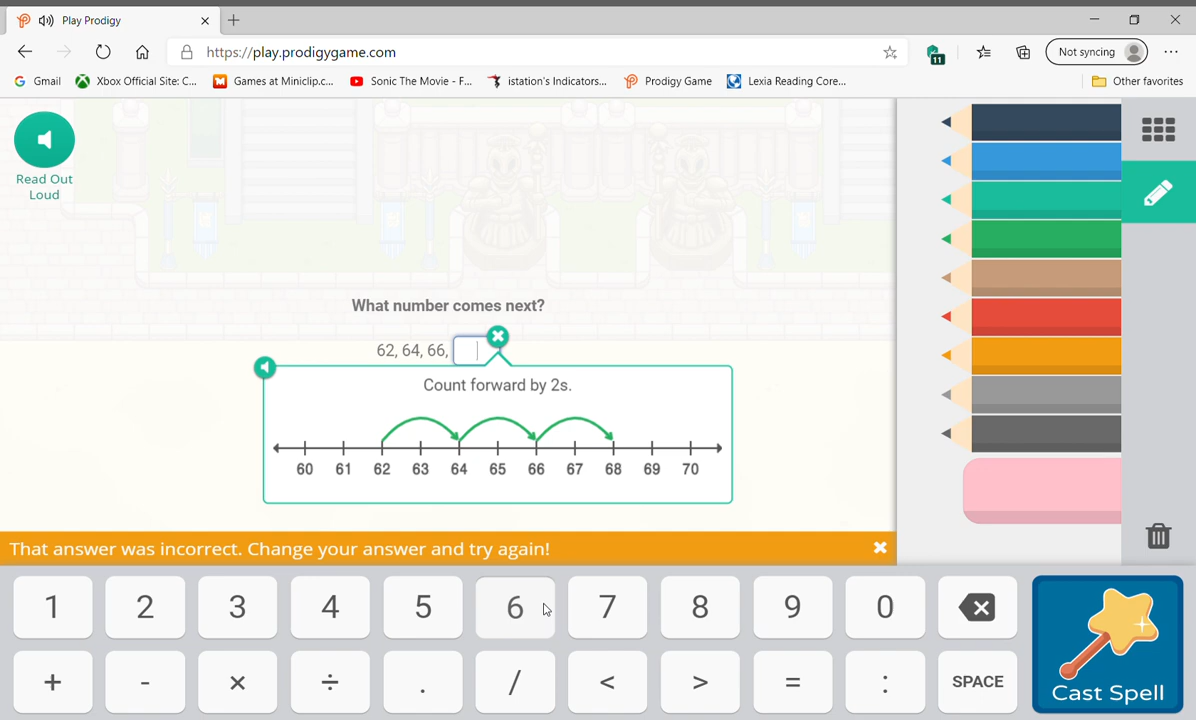 Play Prodigy
https://play.prodigygame.com
11
Not syncing
Gmail
Xbox Official Site: C...
Games at Miniclip.c...
Sonic The Movie - F...
istation's Indicators...
Prodigy Game
Lexia Reading Core...
Other favorites
Read Out
Loud
What number comes next?
62, 64, 66,
Count forward by 2s.
60 61 62 63 64 65 66 67 68 69 70
That answer was incorrect. Change your answer and try again!
1 2 3 4 5 6 7 8 9 0
+ - × ÷ . / < > = : SPACE
Cast Spell